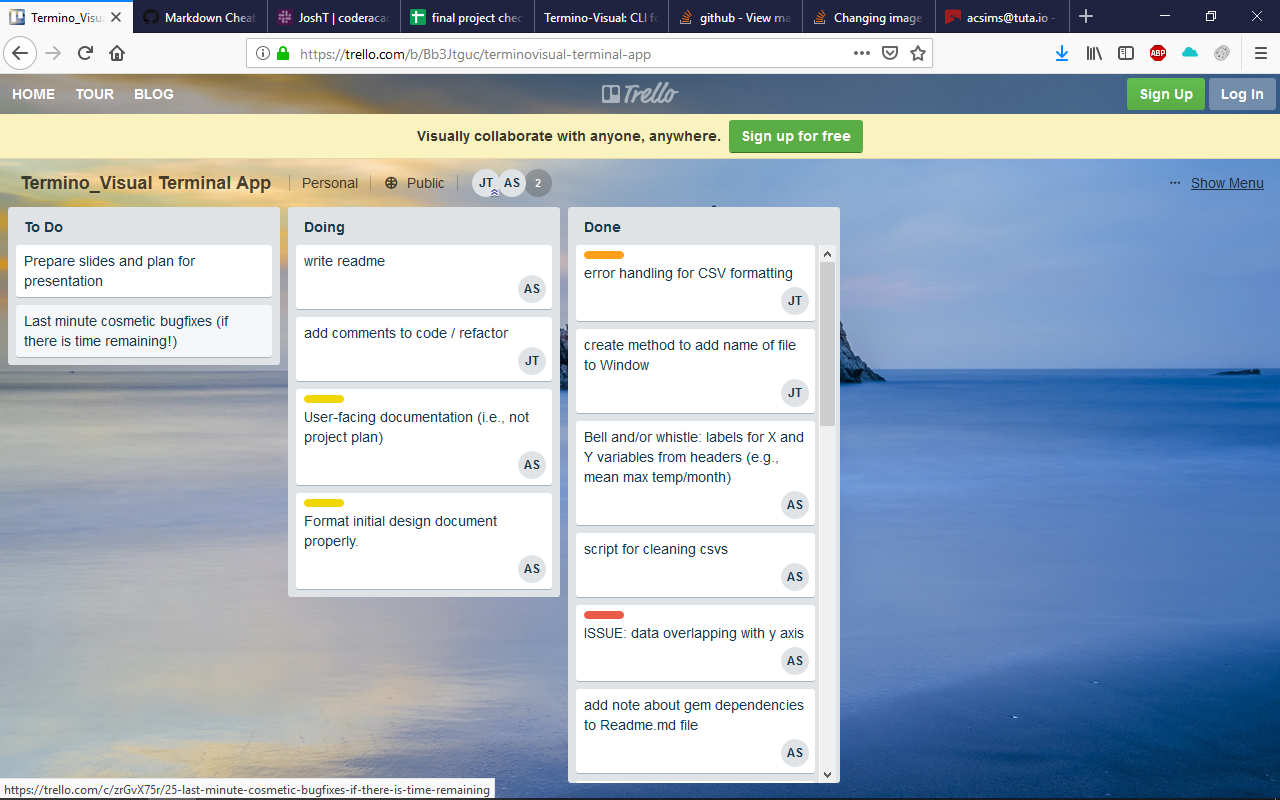 Termino_Visu
Markdown Cheat
JoshT | coderacad
final project chec
Termino-Visual: CLI fo
github - View ma
Changing image
acsims@tuta.io -
https://trello.com/b/Bb3Jtguc/terminovisual-terminal-app
ABP
HOME TOUR BLOG
Trello
Sign Up Log In
Visually collaborate with anyone, anywhere. Sign up for free
Termino_Visual Terminal App Personal Public JT AS 2 ... Show Menu
To Do
Prepare slides and plan for
presentation
Last minute cosmetic bugfixes (if
there is time remaining!)
Doing
write readme
AS
add comments to code / refactor
JT
User-facing documentation (i.e., not
project plan)
AS
Format initial design document
properly.
AS
Done
error handling for CSV formatting
JT
create method to add name of file
to Window
JT
Bell and/or whistle: labels for X and
Y variables from headers (e.g.,
mean max temp/month)
AS
script for cleaning csvs
AS
ISSUE: data overlapping with y axis
AS
add note about gem dependencies
to Readme.md file
AS
https://trello.com/c/zrGvX75r/25-last-minute-cosmetic-bugfixes-if-there-is-time-remaining